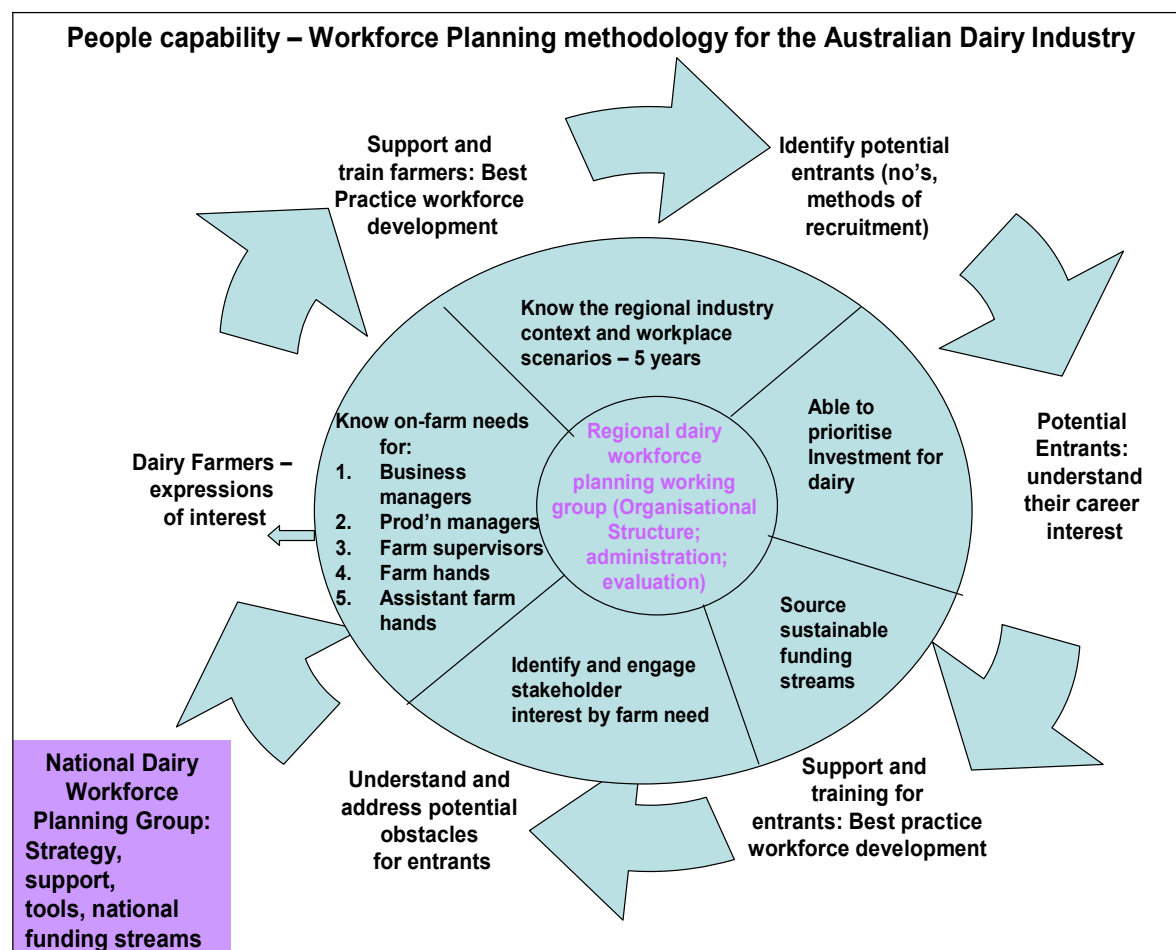 People capability – Workforce Planning methodology for the Australian Dairy Industry
Support and
train farmers: Best
Practice workforce
development
Identify potential
entrants (no's,
methods of
recruitment)
Know the regional industry
context and workplace
scenarios – 5 years
Know on-farm needs
for:
1. Business
managers
2. Prod'n managers
3. Farm supervisors
4. Farm hands
5. Assistant farm
hands
Regional dairy
workforce
planning working
group (Organisational
Structure;
administration;
evaluation)
Able to
prioritise
Investment for
dairy
Potential
Entrants:
understand
their career
interest
Dairy Farmers –
expressions
of interest
Source
sustainable
funding
streams
Identify and engage
stakeholder
interest by farm need
National Dairy
Workforce
Planning Group:
Strategy,
support,
tools, national
funding streams
Understand and
address potential
obstacles
for entrants
Support and
training for
entrants: Best practice
workforce development